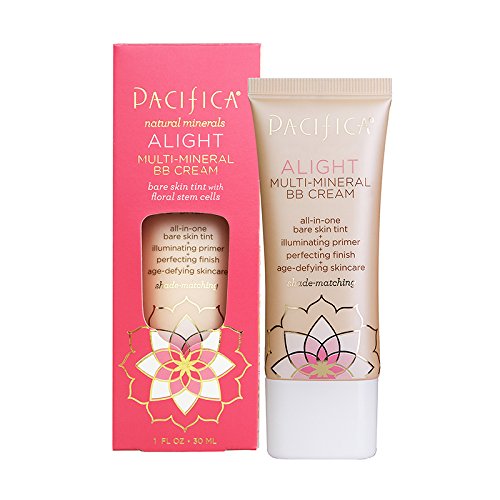 PACIFICA®
natural minerals
ALIGHT
MULTI-MINERAL
BB CREAM
bare skin tint with
floral stem cells
all-in-one
bare skin tint
+
illuminating primer
+
perfecting finish
+
age-defying skincare
shade-matching
1 FL OZ • 30 ML
PACIFICA®
ALIGHT
MULTI-MINERAL
BB CREAM
all-in-one
bare skin tint
+
illuminating primer
+
perfecting finish
+
age-defying skincare
shade-matching